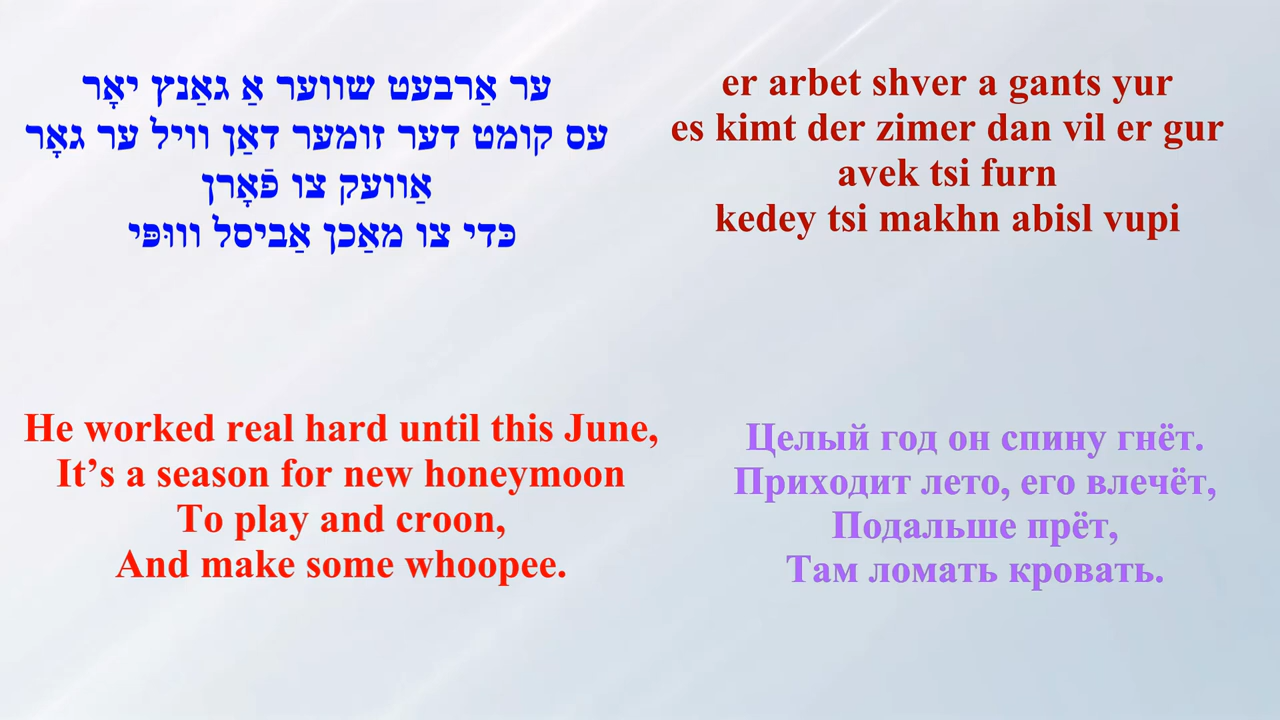 ער אַרבעט שווער אַ גאַנץ יאָר
עס קומט דער זומער דאַן וויל ער גאָר
אַוועק צו פֿאָרן
כּדי צו מאַכן אַביסל וווּפּי
er arbet shver a gants yur
es kimt der zimer dan vil er gur
avek tsi furn
kedey tsi makhn abisl vupi
He worked real hard until this June,
It’s a season for new honeymoon
To play and croon,
And make some whoopee.
Целый год он спину гнёт.
Приходит лето, его влечёт,
Подальше прёт,
Там ломать кровать.